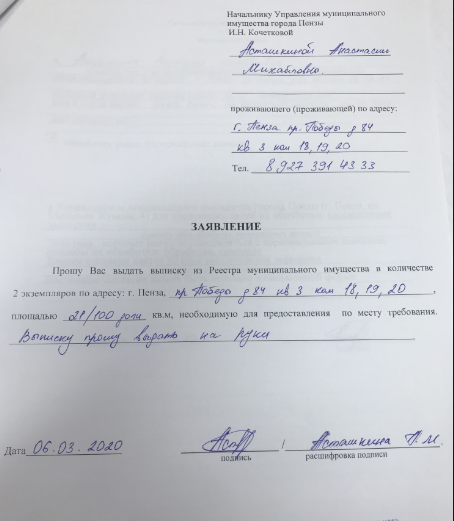 Начальнику Управления муниципального
имущества города Пензы
И.Н. Кочетковой
Асташкиной Анастасии
Михайловны
проживающего (проживающей) по адресу:
г. Пенза пр. Победы д 84
кв 3 ком 18, 19, 20
Тел. 8 927 391 43 33
ЗАЯВЛЕНИЕ
Прошу Вас выдать выписку из Реестра муниципального имущества в количестве
2 экземпляров по адресу: г. Пенза, пр. Победы д 84 кв 3 ком 18, 19, 20,
площадью 21/100 доли кв.м, необходимую для предоставления по месту требования.
Выписку прошу выдать на руки
Дата 06.03.2020 / Асташкина А.М.
подпись расшифровка подписи